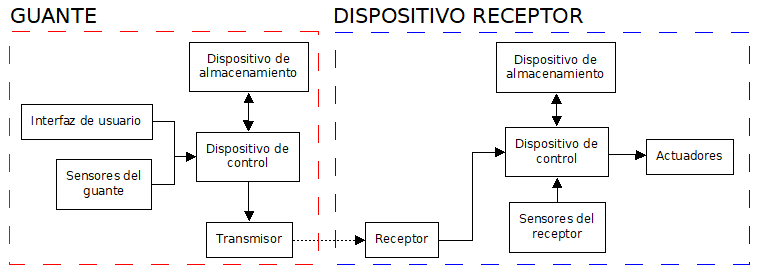 GUANTE
DISPOSITIVO RECEPTOR
Dispositivo de
almacenamiento
Interfaz de usuario
Sensores del
guante
Dispositivo de
control
Transmisor
Dispositivo de
almacenamiento
Dispositivo de
control
Actuadores
Receptor
Sensores del
receptor